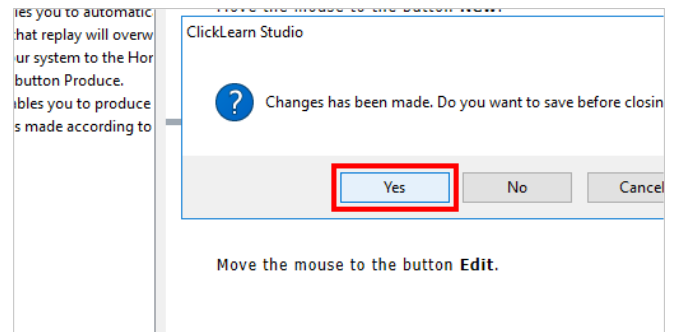 ies you to automatic
Move the mouse to the button New.
that replay will overw
ClickLearn Studio
ur system to the Hor
button Produce.
ables you to produce
Changes has been made. Do you want to save before closin
s made according to
Yes
No
Cancel
Move the mouse to the button Edit.